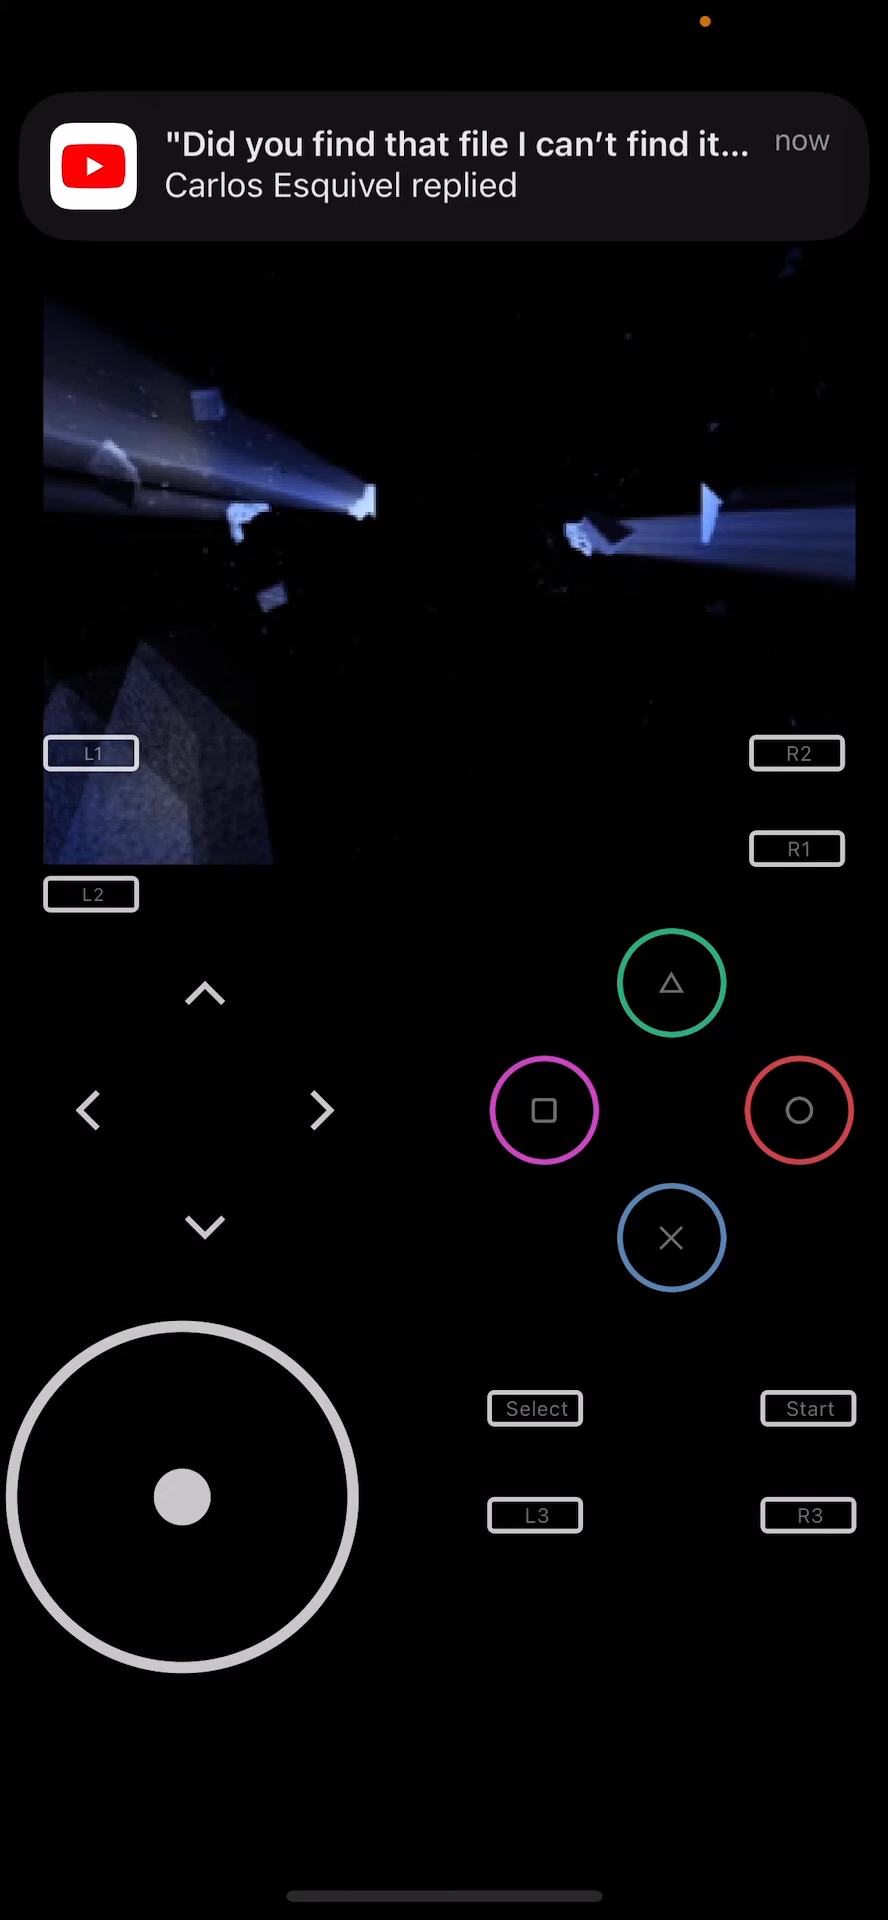 "Did you find that file I can’t find it...
now
Carlos Esquivel replied
L1
R2
R1
L2
Select
Start
L3
R3